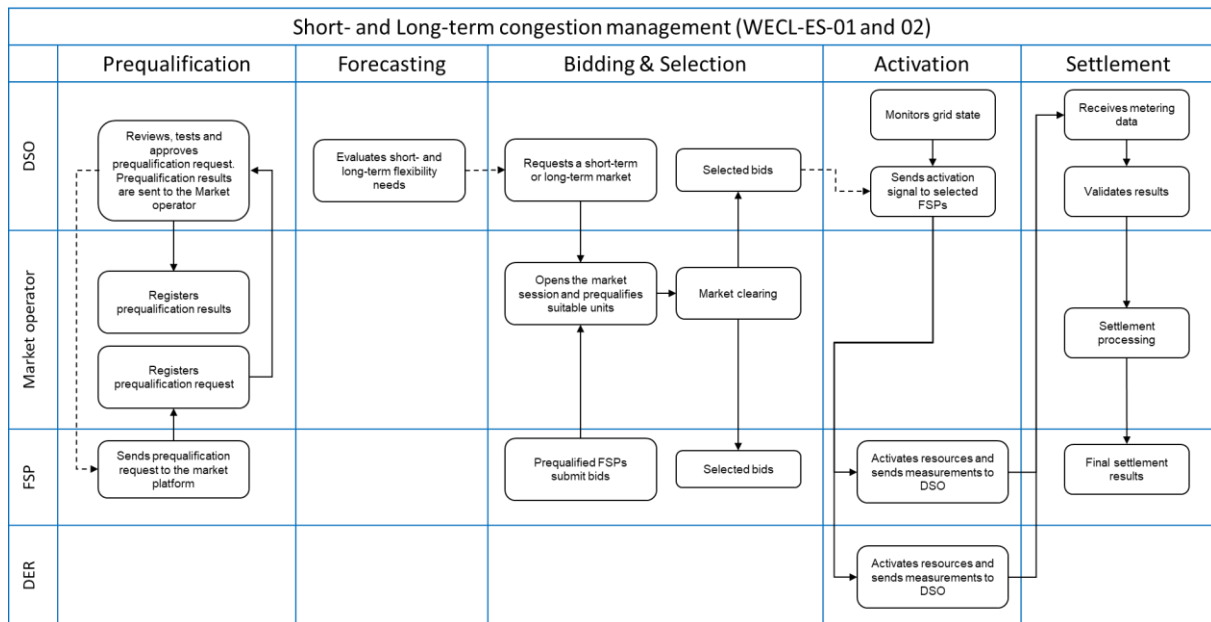 Short- and Long-term congestion management (WECL-ES-01 and 02)
Prequalification
Forecasting
Bidding & Selection
Activation
Settlement
DSO
Reviews, tests and
approves
prequalification request.
Prequalification results
are sent to the Market
operator
Evaluates short- and
long-term flexibility
needs
Requests a short-term
or long-term market
Selected bids
Monitors grid state
Sends activation
signal to selected
FSPs
Receives metering
data
Validates results
Market operator
Registers
prequalification results
Registers
prequalification request
Opens the market
session and prequalifies
suitable units
Market clearing
Settlement
processing
FSP
Sends prequalification
request to the market
platform
Prequalified FSPs
submit bids
Selected bids
Activates resources and
sends measurements to
DSO
Final settlement
results
DER
Activates resources and
sends measurements to
DSO